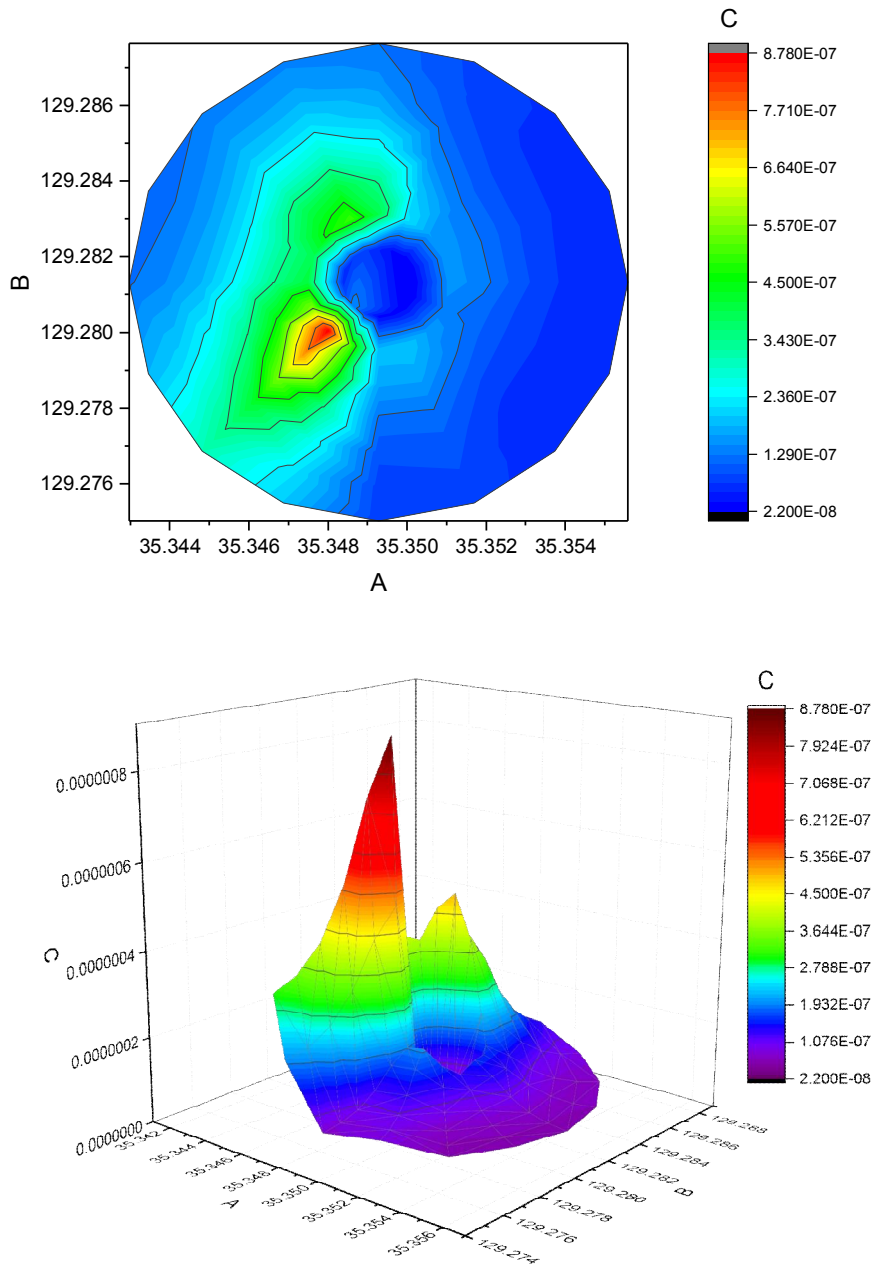 C
8.780E-07
7.710E-07
6.640E-07
5.570E-07
4.500E-07
3.430E-07
2.360E-07
1.290E-07
2.200E-08
129.286
129.284
129.282
129.280
129.278
129.276
B
35.344 35.346 35.348 35.350 35.352 35.354
A
C
8.780E-07
7.924E-07
7.068E-07
6.212E-07
5.356E-07
4.500E-07
3.644E-07
2.788E-07
1.932E-07
1.076E-07
2.200E-08
0.0000008
0.0000006
0.0000004
0.0000002
0.0000000
C
35.342
35.344
35.346
35.348
35.350
35.352
35.354
35.356
A
129.288
129.286
129.284
129.282
129.280
129.278
129.276
129.274
B